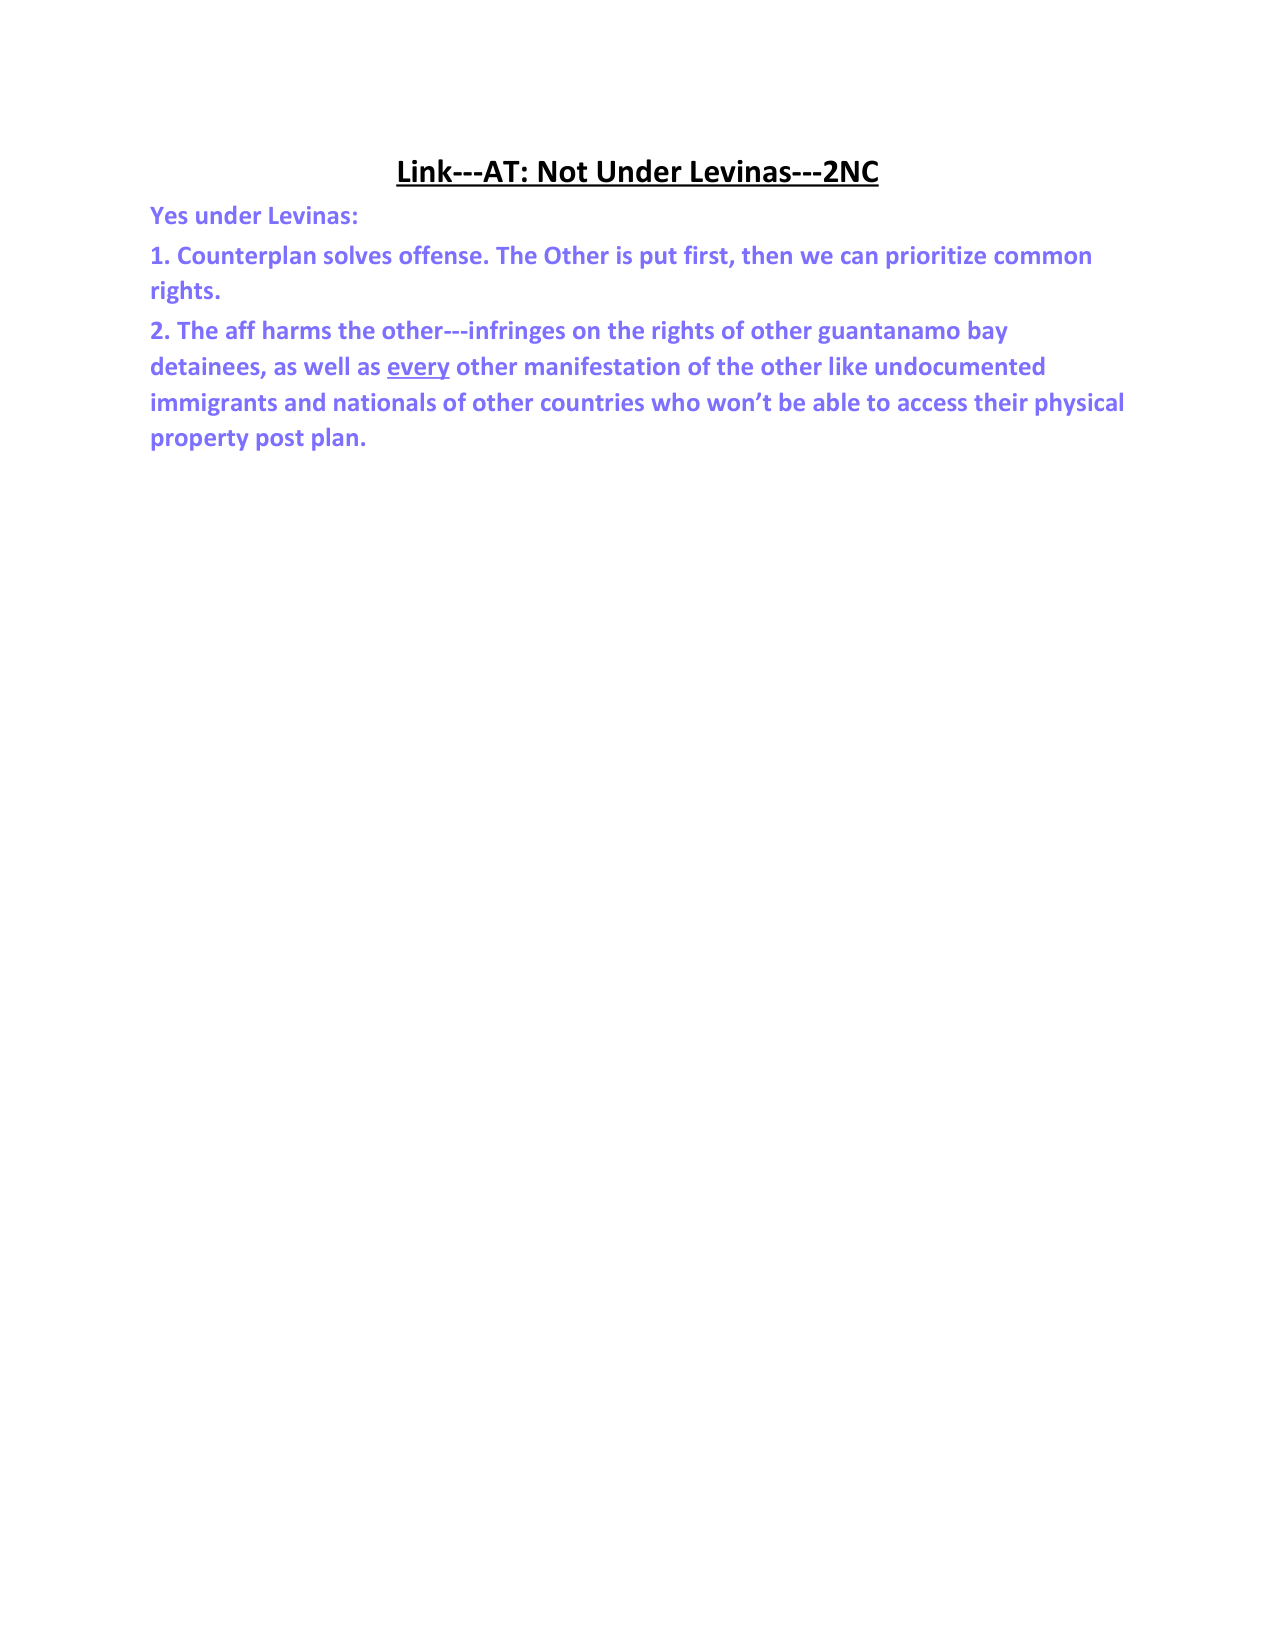 Link---AT: Not Under Levinas---2NC
Yes under Levinas:
1. Counterplan solves offense. The Other is put first, then we can prioritize common
rights.
2. The aff harms the other---infringes on the rights of other guantanamo bay
detainees, as well as every other manifestation of the other like undocumented
immigrants and nationals of other countries who won’t be able to access their physical
property post plan.